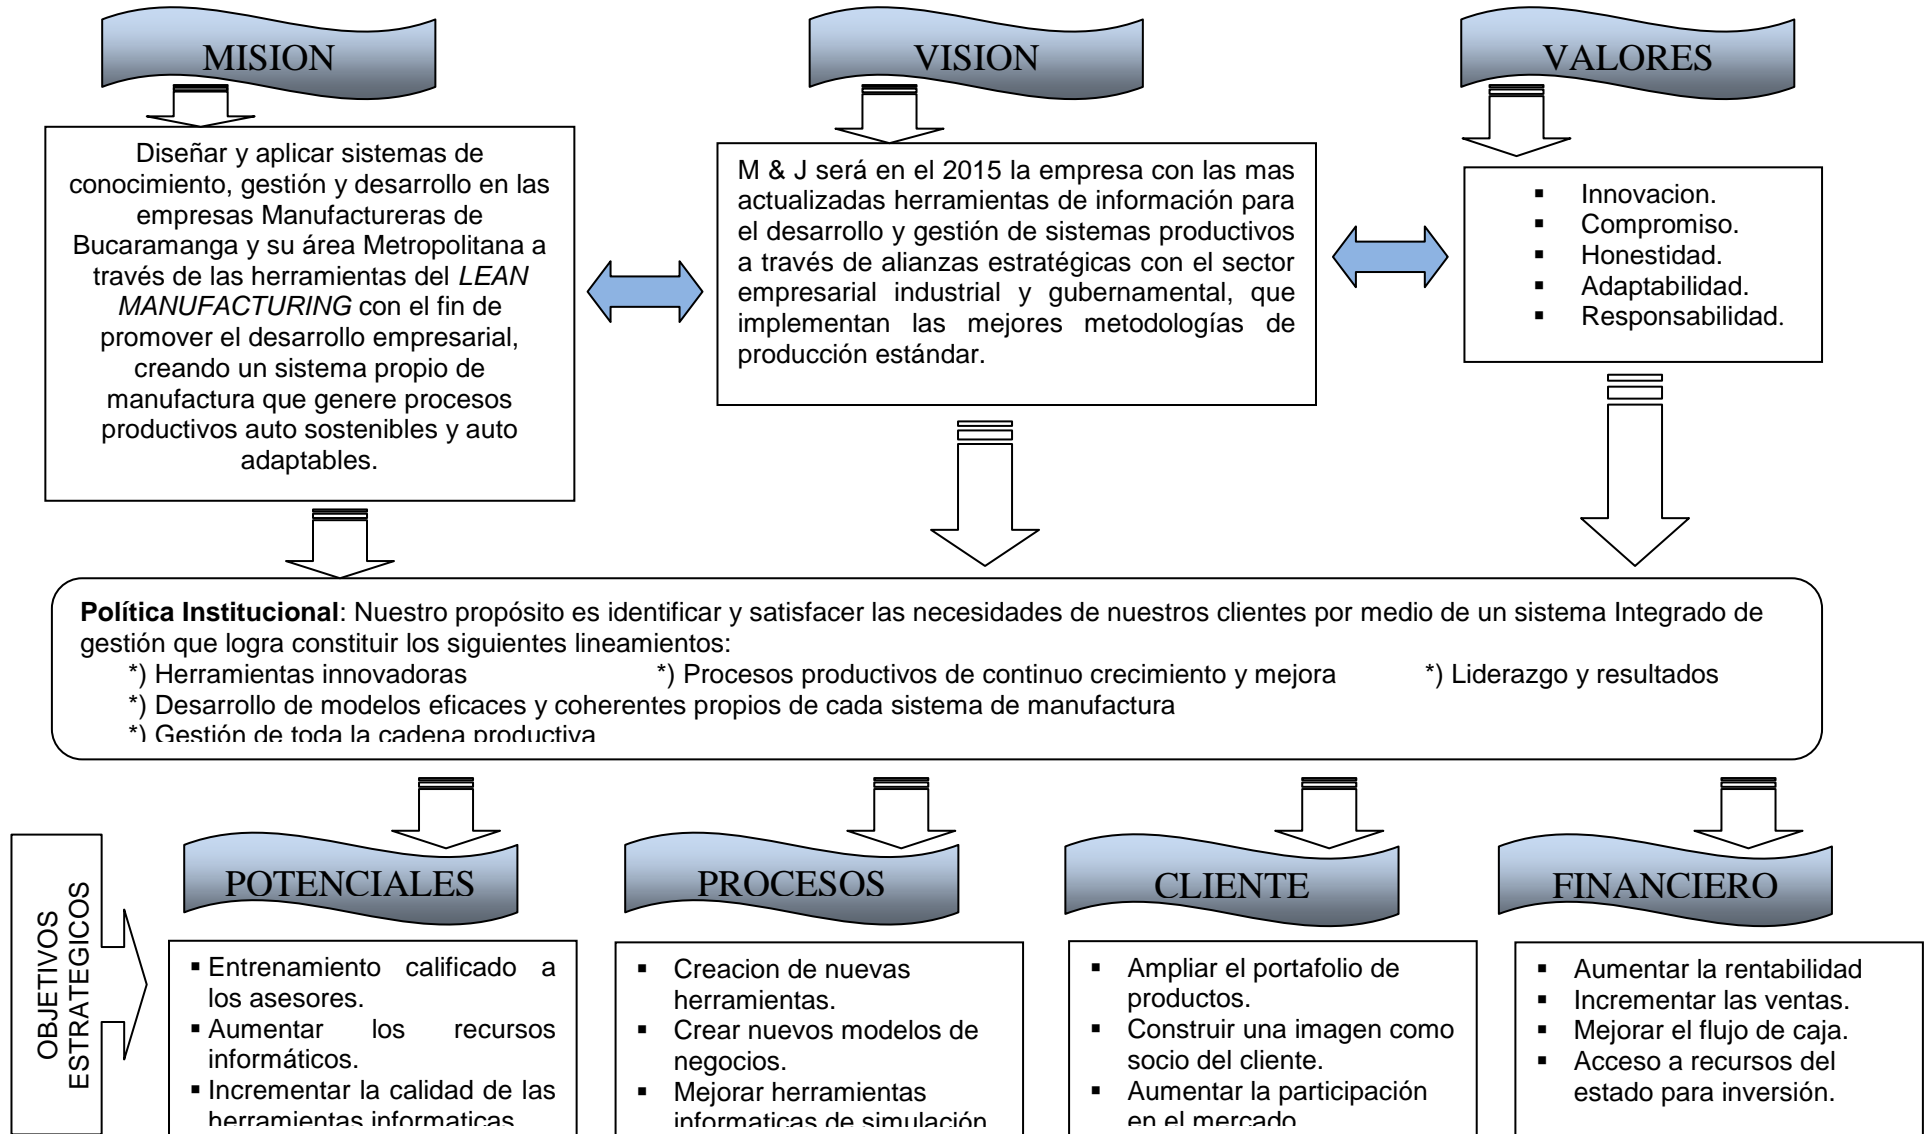 MISION
VISION
VALORES
Diseñar y aplicar sistemas de
conocimiento, gestión y desarrollo en las
empresas Manufactureras de
Bucaramanga y su área Metropolitana a
través de las herramientas del LEAN
MANUFACTURING con el fin de
promover el desarrollo empresarial,
creando un sistema propio de
manufactura que genere procesos
productivos auto sostenibles y auto
adaptables.
M & J será en el 2015 la empresa con las mas
actualizadas herramientas de información para
el desarrollo y gestión de sistemas productivos
a través de alianzas estratégicas con el sector
empresarial industrial y gubernamental, que
implementan las mejores metodologías de
producción estándar.
▪ Innovacion.
▪ Compromiso.
▪ Honestidad.
▪ Adaptabilidad.
▪ Responsabilidad.
Política Institucional: Nuestro propósito es identificar y satisfacer las necesidades de nuestros clientes por medio de un sistema Integrado de
gestión que logra constituir los siguientes lineamientos:
*) Herramientas innovadoras *) Procesos productivos de continuo crecimiento y mejora *) Liderazgo y resultados
*) Desarrollo de modelos eficaces y coherentes propios de cada sistema de manufactura
*) Gestión de toda la cadena productiva
OBJETIVOS
ESTRATEGICOS
POTENCIALES
▪ Entrenamiento calificado a
los asesores.
▪ Aumentar los recursos
informáticos.
▪ Incrementar la calidad de las
herramientas informaticas
PROCESOS
▪ Creacion de nuevas
herramientas.
▪ Crear nuevos modelos de
negocios.
▪ Mejorar herramientas
informaticas de simulación
CLIENTE
▪ Ampliar el portafolio de
productos.
▪ Construir una imagen como
socio del cliente.
▪ Aumentar la participación
en el mercado
FINANCIERO
▪ Aumentar la rentabilidad
▪ Incrementar las ventas.
▪ Mejorar el flujo de caja.
▪ Acceso a recursos del
estado para inversión.